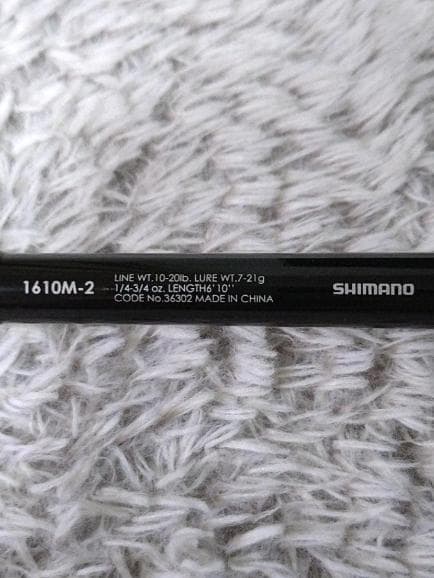 1610M-2
LINE WT.10-20lb. LURE WT.7-21g
1/4-3/4 oz. LENGTH6'10''
CODE No.36302 MADE IN CHINA
SHIMANO